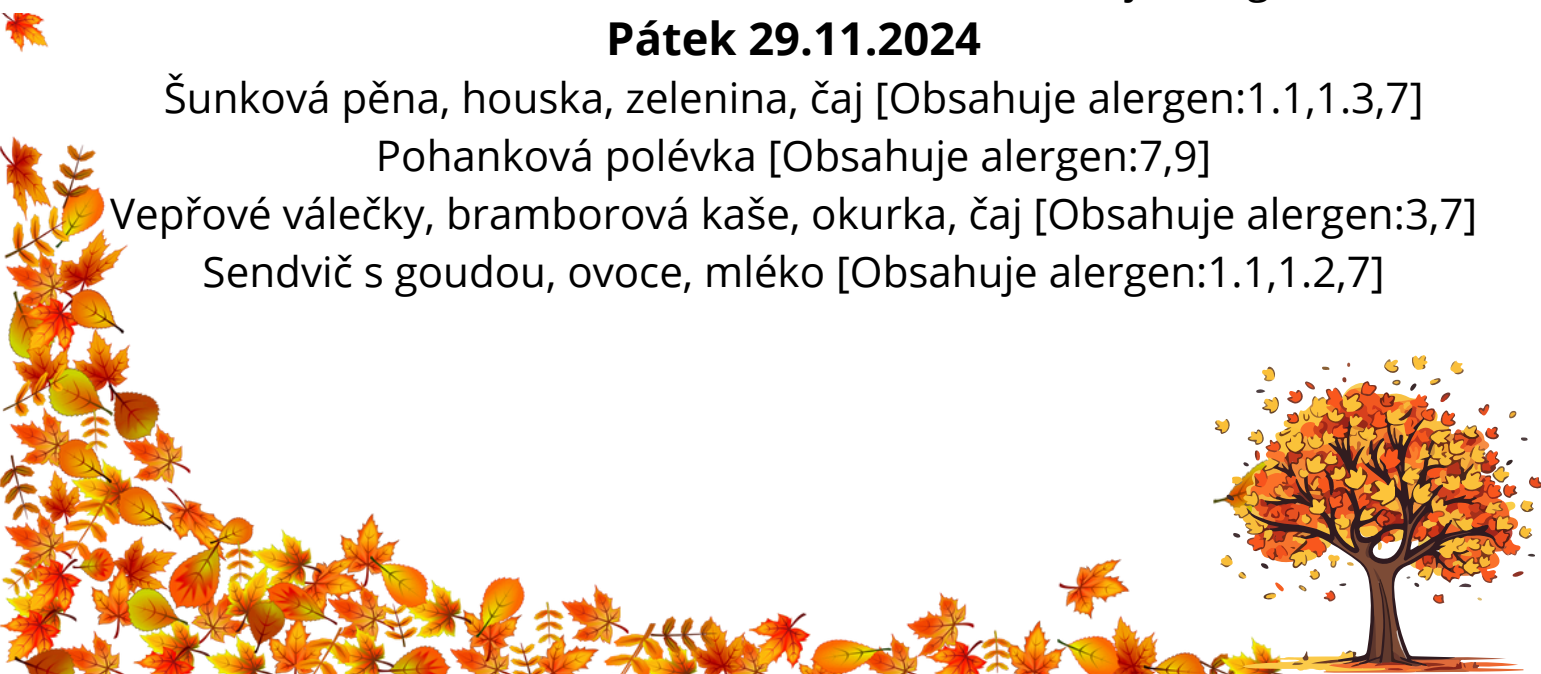 Pátek 29.11.2024
Šunková pěna, houska, zelenina, čaj [Obsahuje alergen:1.1,1.3,7]
Pohanková polévka [Obsahuje alergen:7,9]
Vepřové válečky, bramborová kaše, okurka, čaj [Obsahuje alergen:3,7]
Sendvič s goudou, ovoce, mléko [Obsahuje alergen:1.1,1.2,7]